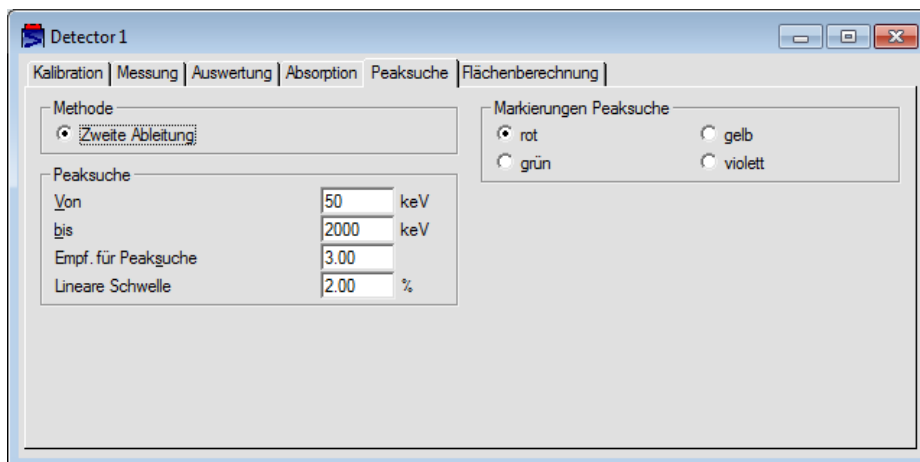 Detector 1
Kalibration Messung Auswertung Absorption Peaksuche Flächenberechnung
Methode
Zweite Ableitung
Peaksuche
Von 50 keV
bis 2000 keV
Empf. für Peaksuche 3.00
Lineare Schwelle 2.00 %
Markierungen Peaksuche
rot gelb
grün violett